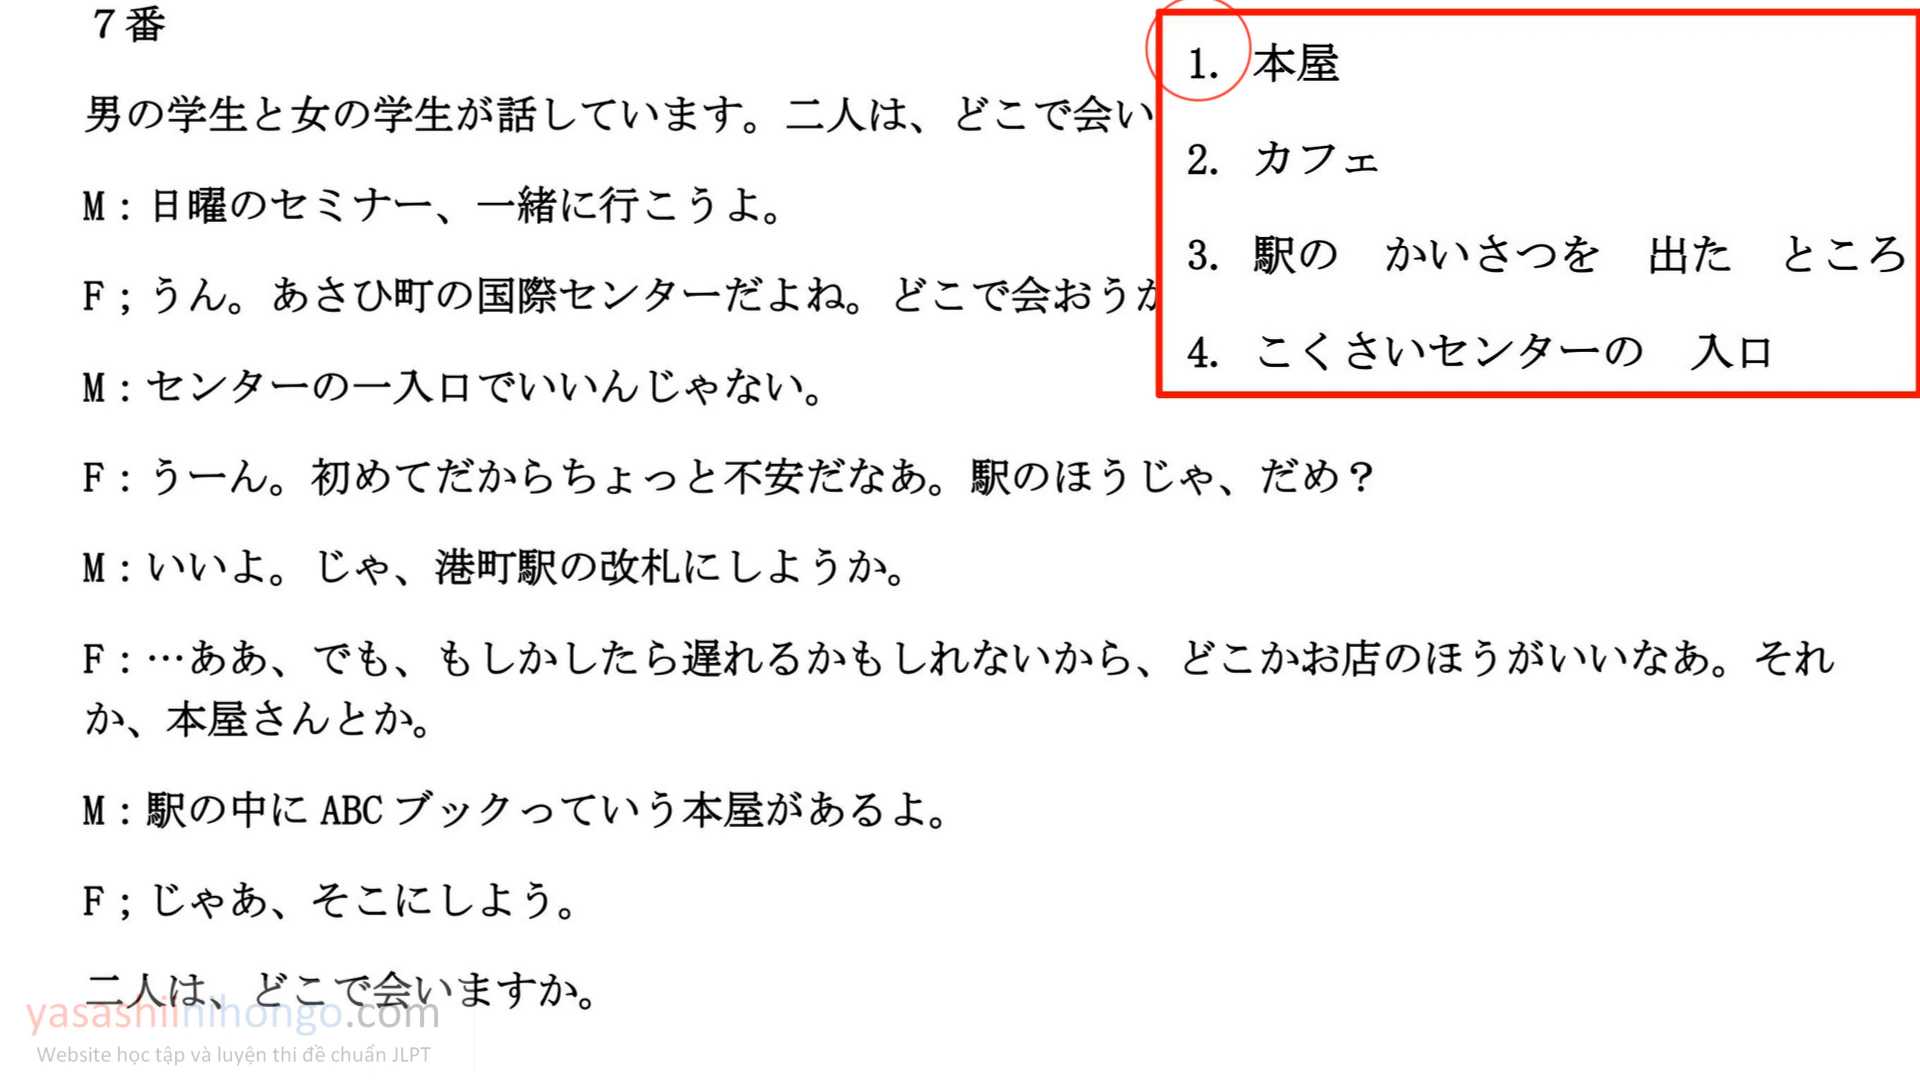 ７番
男の学生と女の学生が話しています。二人は、どこで会い
M：日曜のセミナー、一緒に行こうよ。
F；うん。あさひ町の国際センターだよね。どこで会おうか
M：センターの一入口でいいんじゃない。
F：うーん。初めてだからちょっと不安だなあ。駅のほうじゃ、だめ？
M：いいよ。じゃ、港町駅の改札にしようか。
F：…ああ、でも、もしかしたら遅れるかもしれないから、どこかお店のほうがいいなあ。それ
か、本屋さんとか。
M：駅の中に ABC ブックっていう本屋があるよ。
F；じゃあ、そこにしよう。
二人は、どこで会いますか。
1. 本屋
2. カフェ
3. 駅の　かいさつを　出た　ところ
4. こくさいセンターの　入口
yasashiinihongo.com
Website học tập và luyện thi đề chuẩn JLPT